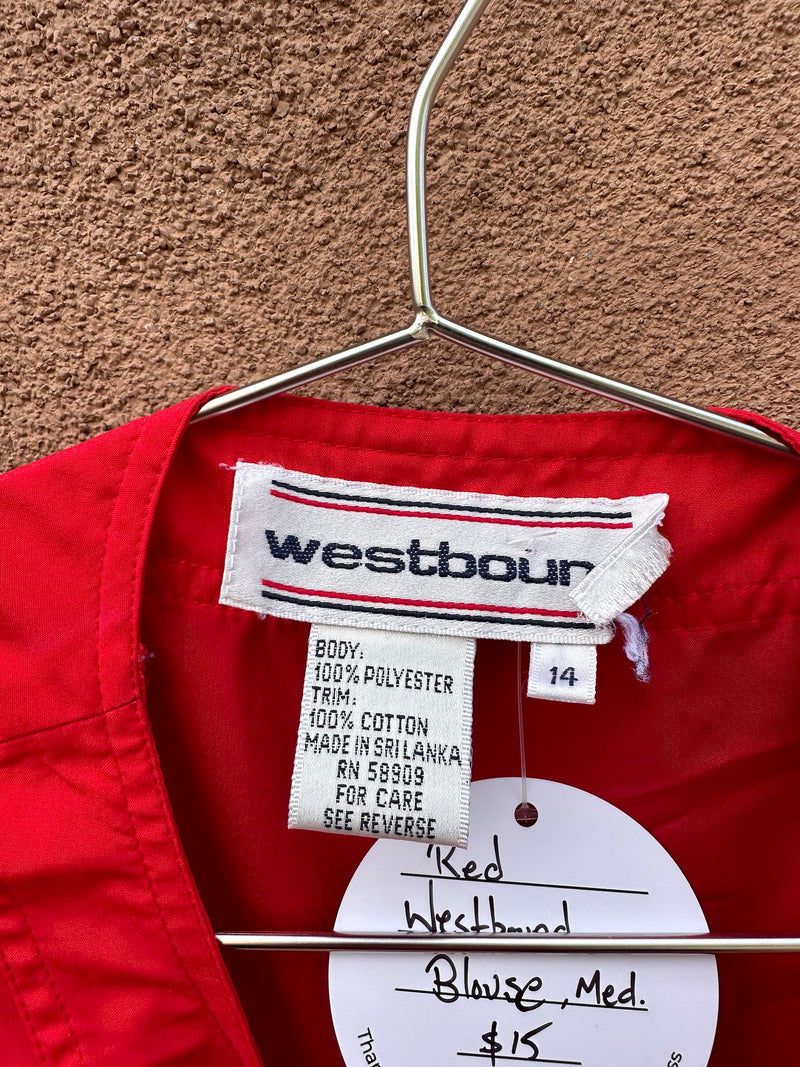 westboun
BODY:
100% POLYESTER
TRIM:
100% COTTON
MADE IN SRI LANKA
RN 58909
FOR CARE
SEE REVERSE
14
Red
Westbound
Blouse, Med.
$15